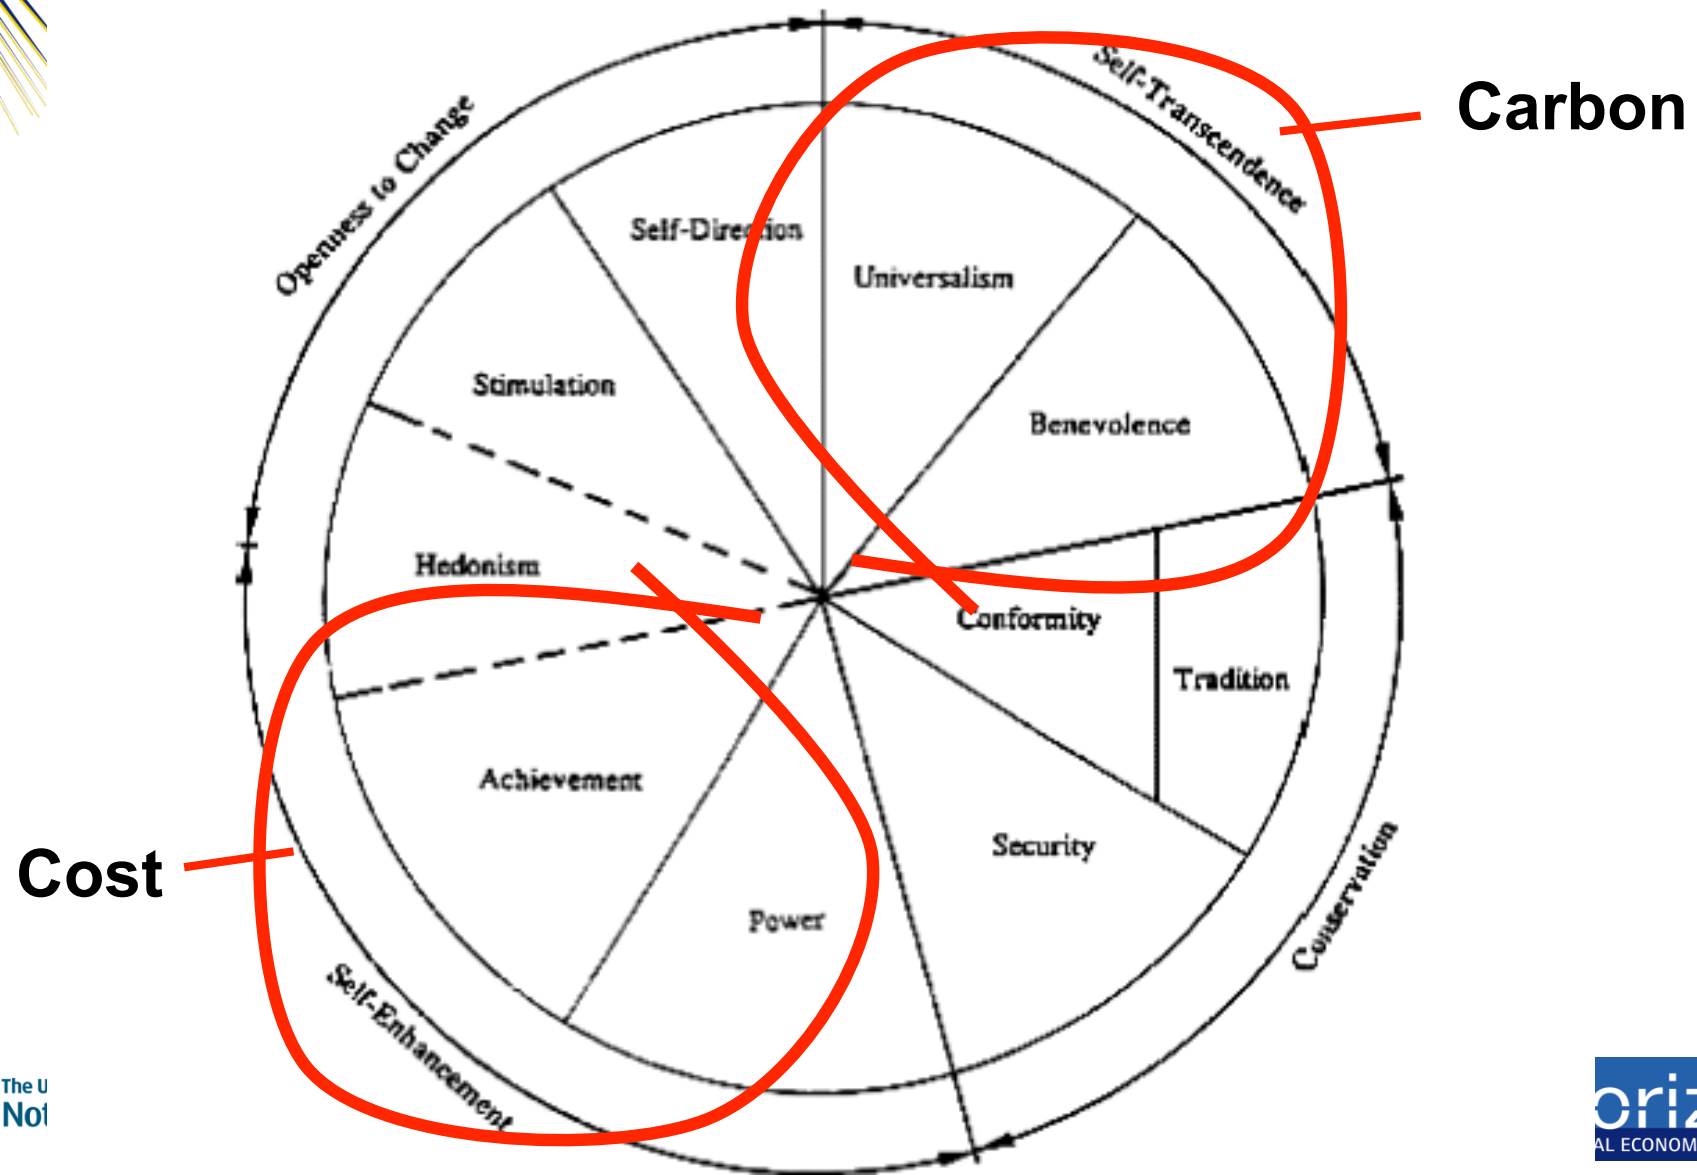 Self-Transcendence
Carbon
Openness to Change
Self-Direction
Universalism
Stimulation
Benevolence
Hedonism
Conformity
Tradition
Achievement
Security
Cost
Power
Conservation
Self-Enhancement
The U
Not
oriz
AL ECONOM